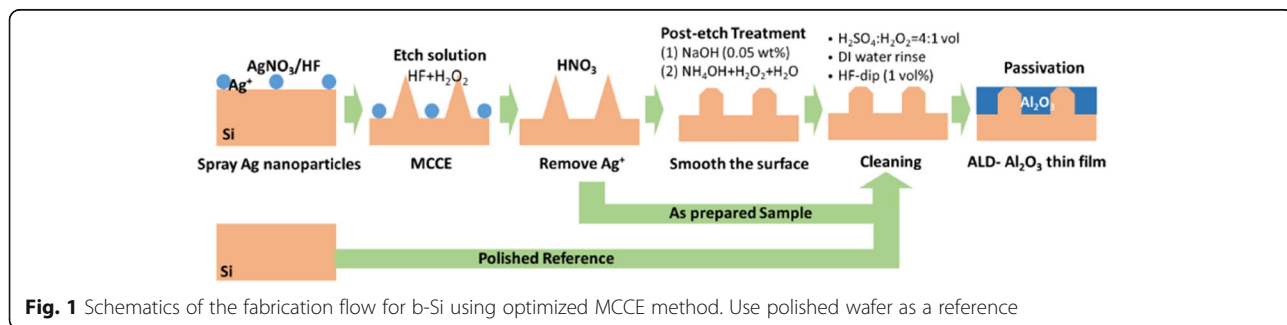 AgNO₃/HF
Ag⁺
Si
Spray Ag nanoparticles
Etch solution
HF+H₂O₂
MCCE
HNO₃
Remove Ag⁺
Post-etch Treatment
(1) NaOH (0.05 wt%)
(2) NH₄OH+H₂O₂+H₂O
Smooth the surface
• H₂SO₄:H₂O₂=4:1 vol
• DI water rinse
• HF-dip (1 vol%)
Cleaning
Passivation
Al₂O₃
ALD- Al₂O₃ thin film
As prepared Sample
Si
Polished Reference
Fig. 1 Schematics of the fabrication flow for b-Si using optimized MCCE method. Use polished wafer as a reference